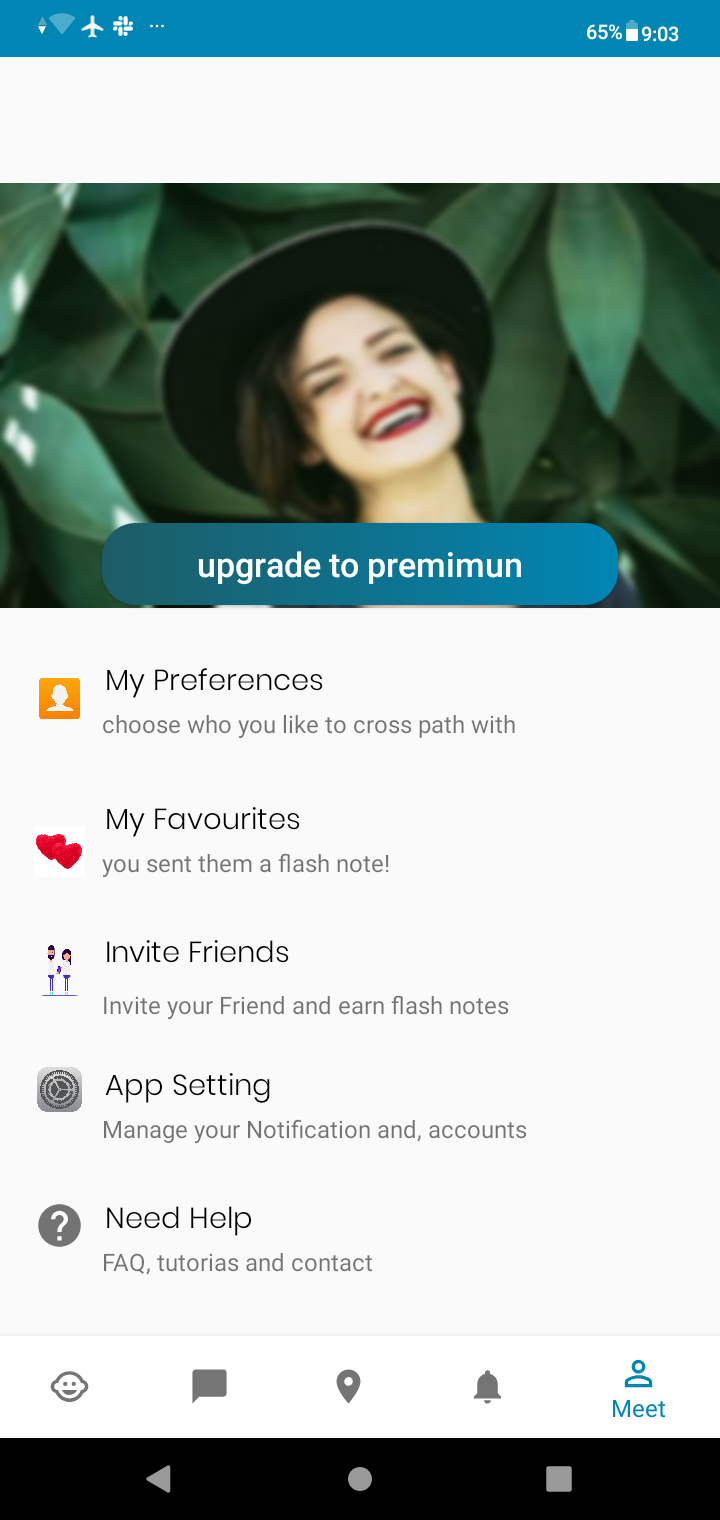 65% 9:03
upgrade to premimun
My Preferences
choose who you like to cross path with
My Favourites
you sent them a flash note!
Invite Friends
Invite your Friend and earn flash notes
App Setting
Manage your Notification and, accounts
Need Help
FAQ, tutorias and contact
Meet